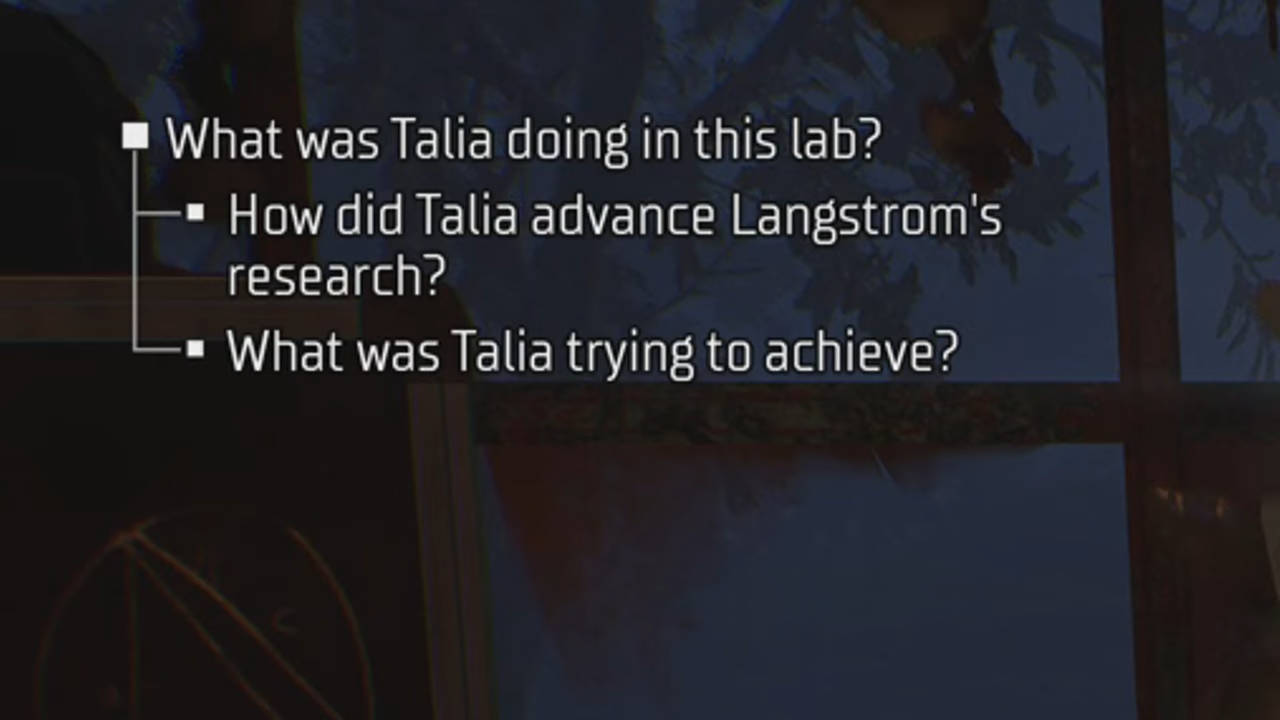 What was Talia doing in this lab?
How did Talia advance Langstrom's
research?
What was Talia trying to achieve?